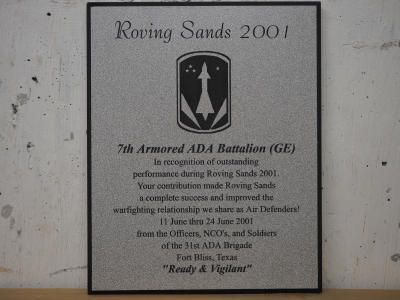 Roving Sands 2001
7th Armored ADA Battalion (GE)
In recognition of outstanding
performance during Roving Sands 2001.
Your contribution made Roving Sands
a complete success and improved the
warfighting relationship we share as Air Defenders!
11 June thru 24 June 2001
from the Officers, NCO's, and Soldiers
of the 31st ADA Brigade
Fort Bliss, Texas
"Ready & Vigilant"